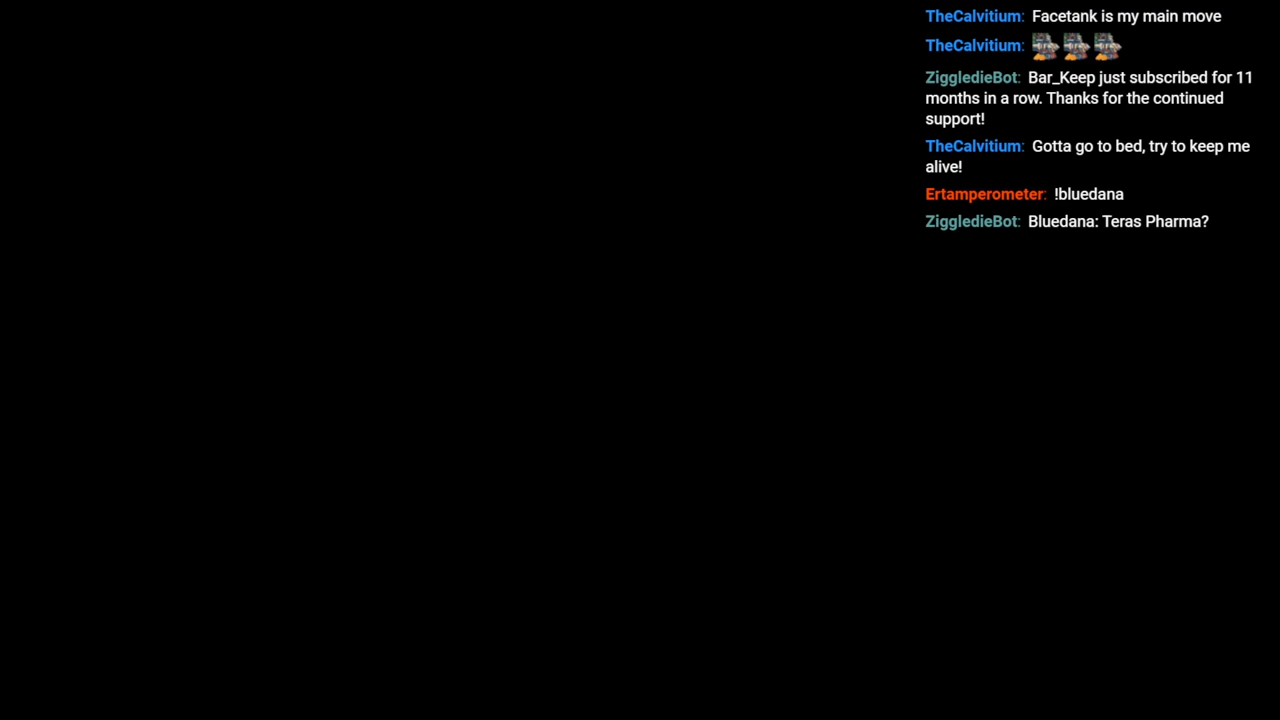 TheCalvitium: Facetank is my main move
TheCalvitium:
ZiggledieBot: Bar_Keep just subscribed for 11
months in a row. Thanks for the continued
support!
TheCalvitium: Gotta go to bed, try to keep me
alive!
Ertamperometer: !bluedana
ZiggledieBot: Bluedana: Teras Pharma?